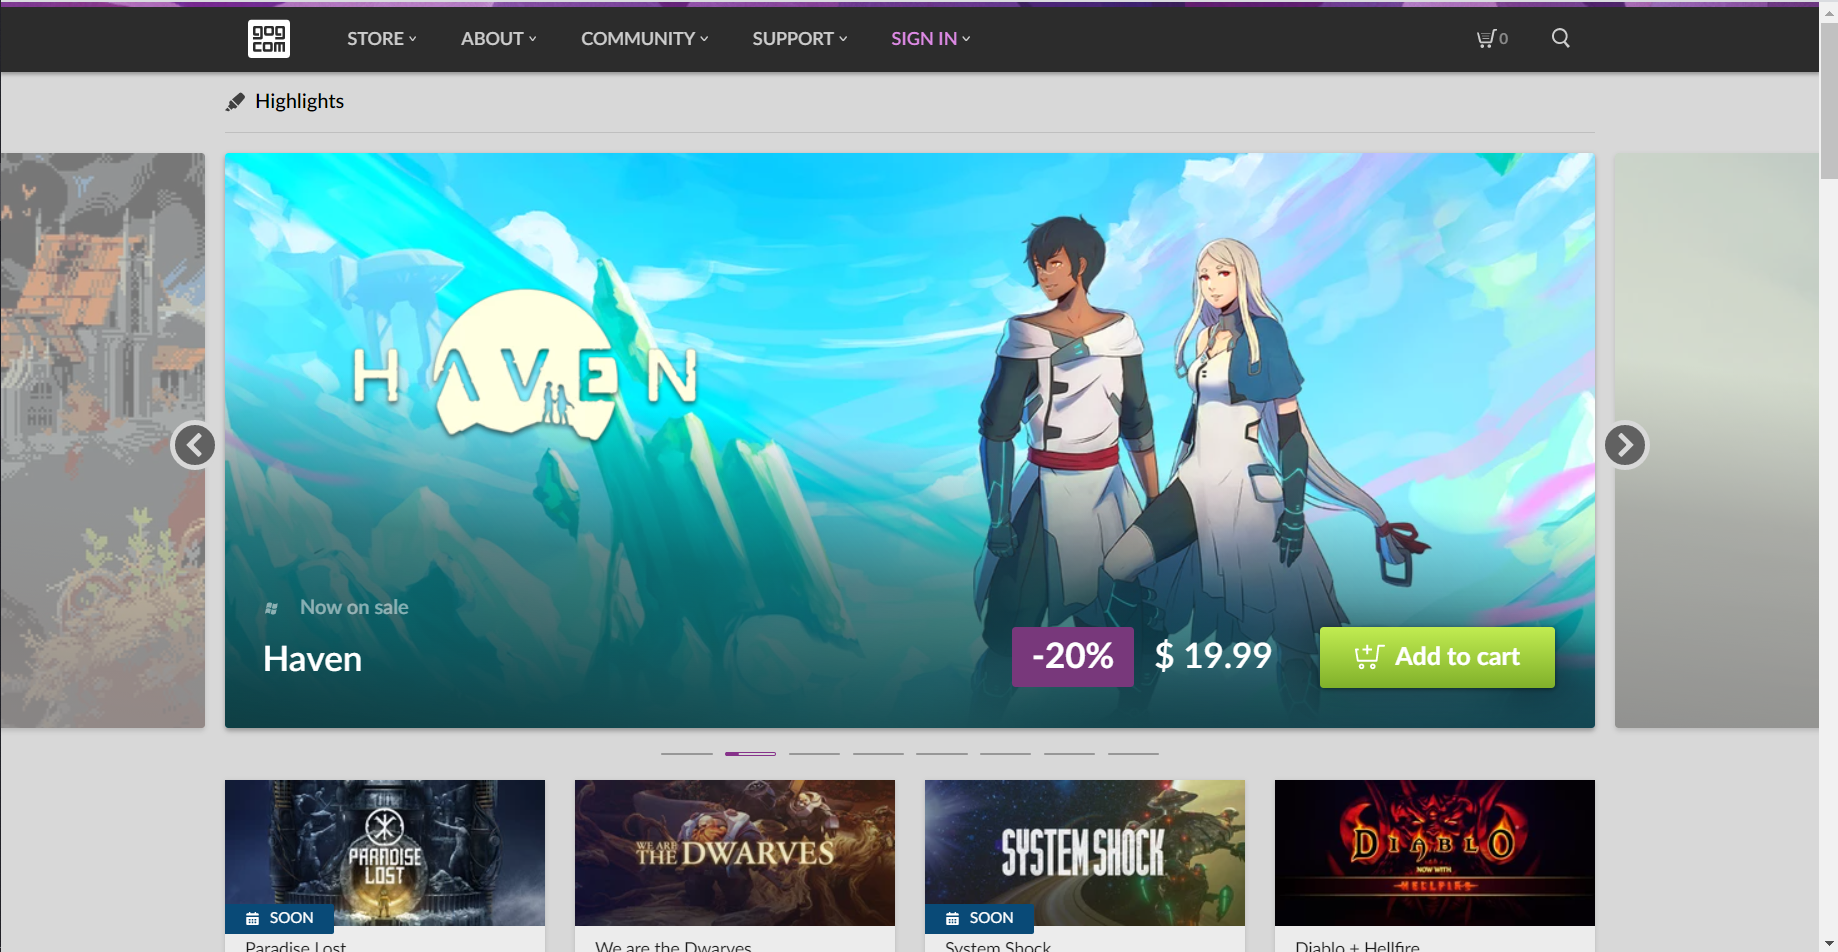 gog com
STORE
ABOUT
COMMUNITY
SUPPORT
SIGN IN
0
Highlights
HAVEN
Now on sale
Haven
-20%
$ 19.99
Add to cart
PARADISE LOST
SOON
Paradise Lost
WE ARE THE DWARVES
We are the Dwarves
SYSTEM SHOCK
SOON
System Shock
DIABLO
NOW WITH
HELLFIRE
Diablo + Hellfire